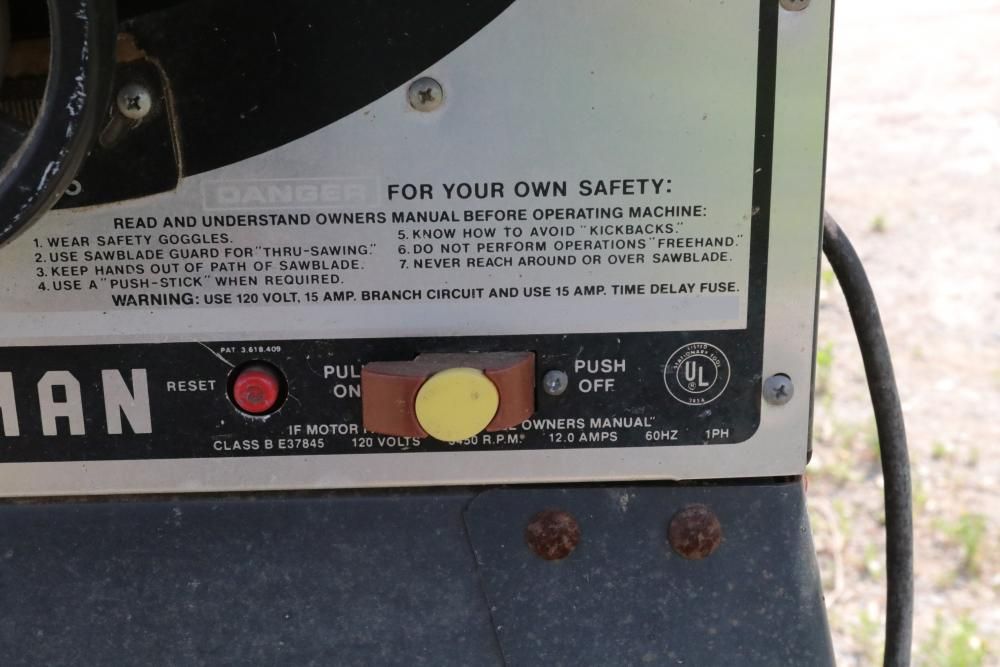 DANGER FOR YOUR OWN SAFETY:
READ AND UNDERSTAND OWNERS MANUAL BEFORE OPERATING MACHINE:
1. WEAR SAFETY GOGGLES.
2. USE SAWBLADE GUARD FOR "THRU-SAWING."
3. KEEP HANDS OUT OF PATH OF SAWBLADE.
4. USE A "PUSH-STICK" WHEN REQUIRED.
5. KNOW HOW TO AVOID "KICKBACKS."
6. DO NOT PERFORM OPERATIONS "FREEHAND."
7. NEVER REACH AROUND OR OVER SAWBLADE.
WARNING: USE 120 VOLT, 15 AMP. BRANCH CIRCUIT AND USE 15 AMP. TIME DELAY FUSE.
PAT 3,618,409
MAN
RESET
PUL
ON
PUSH
OFF
LISTED
STATIONARY TOOL
UL
IF MOTOR OWNERS MANUAL"
CLASS B E37845 120 VOLTS 3450 R.P.M. 12.0 AMPS 60HZ 1PH